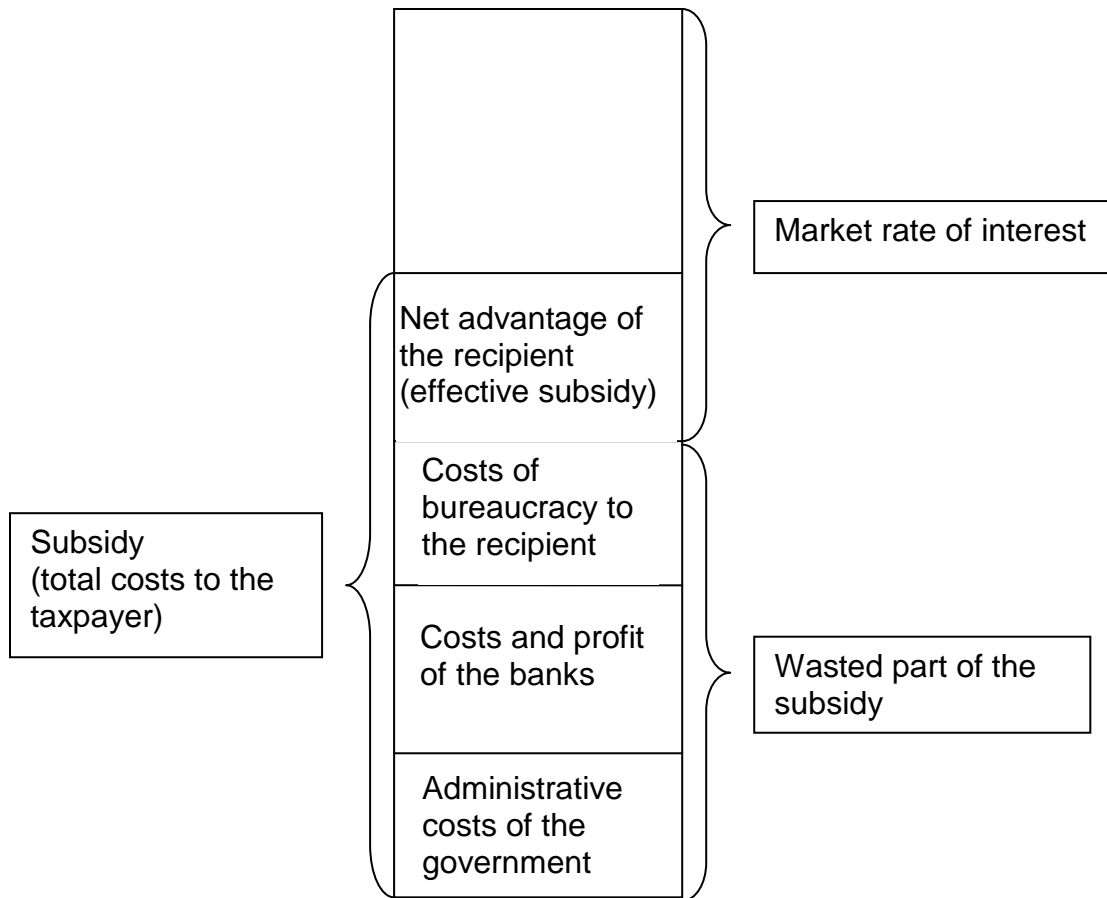 Market rate of interest
Net advantage of
the recipient
(effective subsidy)
Costs of
bureaucracy to
the recipient
Subsidy
(total costs to the
taxpayer)
Costs and profit
of the banks
Wasted part of the
subsidy
Administrative
costs of the
government